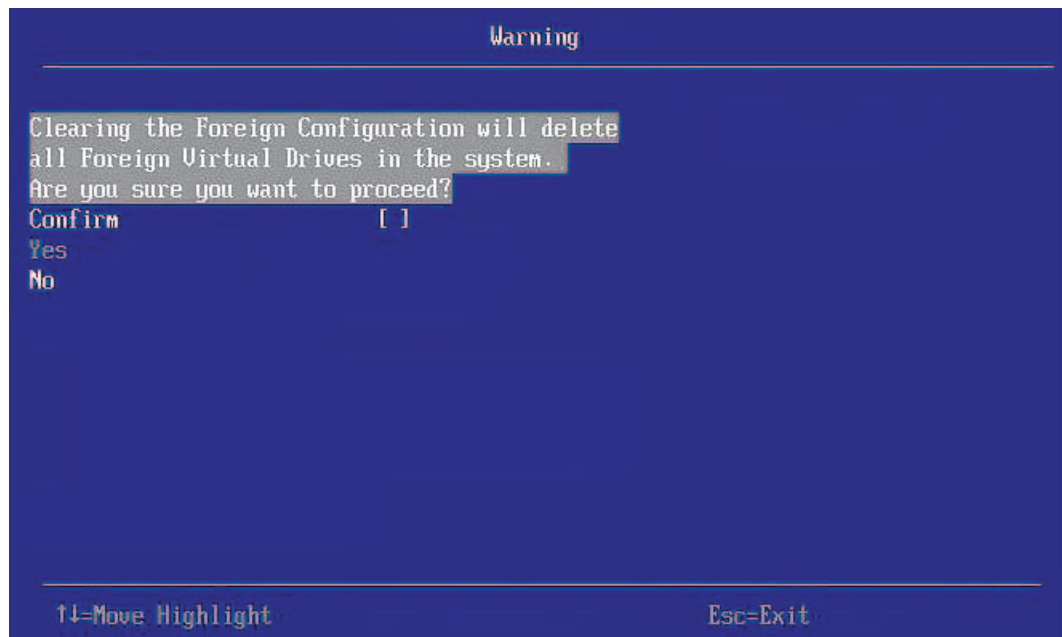 Warning
Clearing the Foreign Configuration will delete
all Foreign Virtual Drives in the system.
Are you sure you want to proceed?
Confirm [ ]
Yes
No
↑↓=Move Highlight Esc=Exit